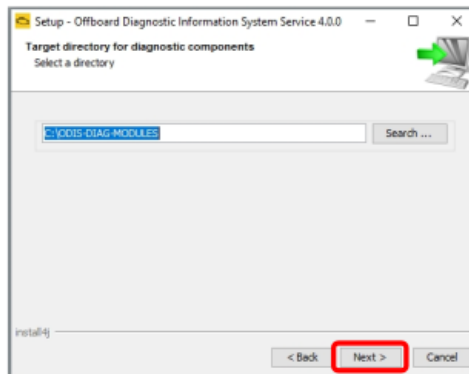 Setup - Offboard Diagnostic Information System Service 4.0.0
Target directory for diagnostic components
Select a directory
C:\ODIS-DIAG-MODULES
Search ...
install4j
< Back
Next >
Cancel